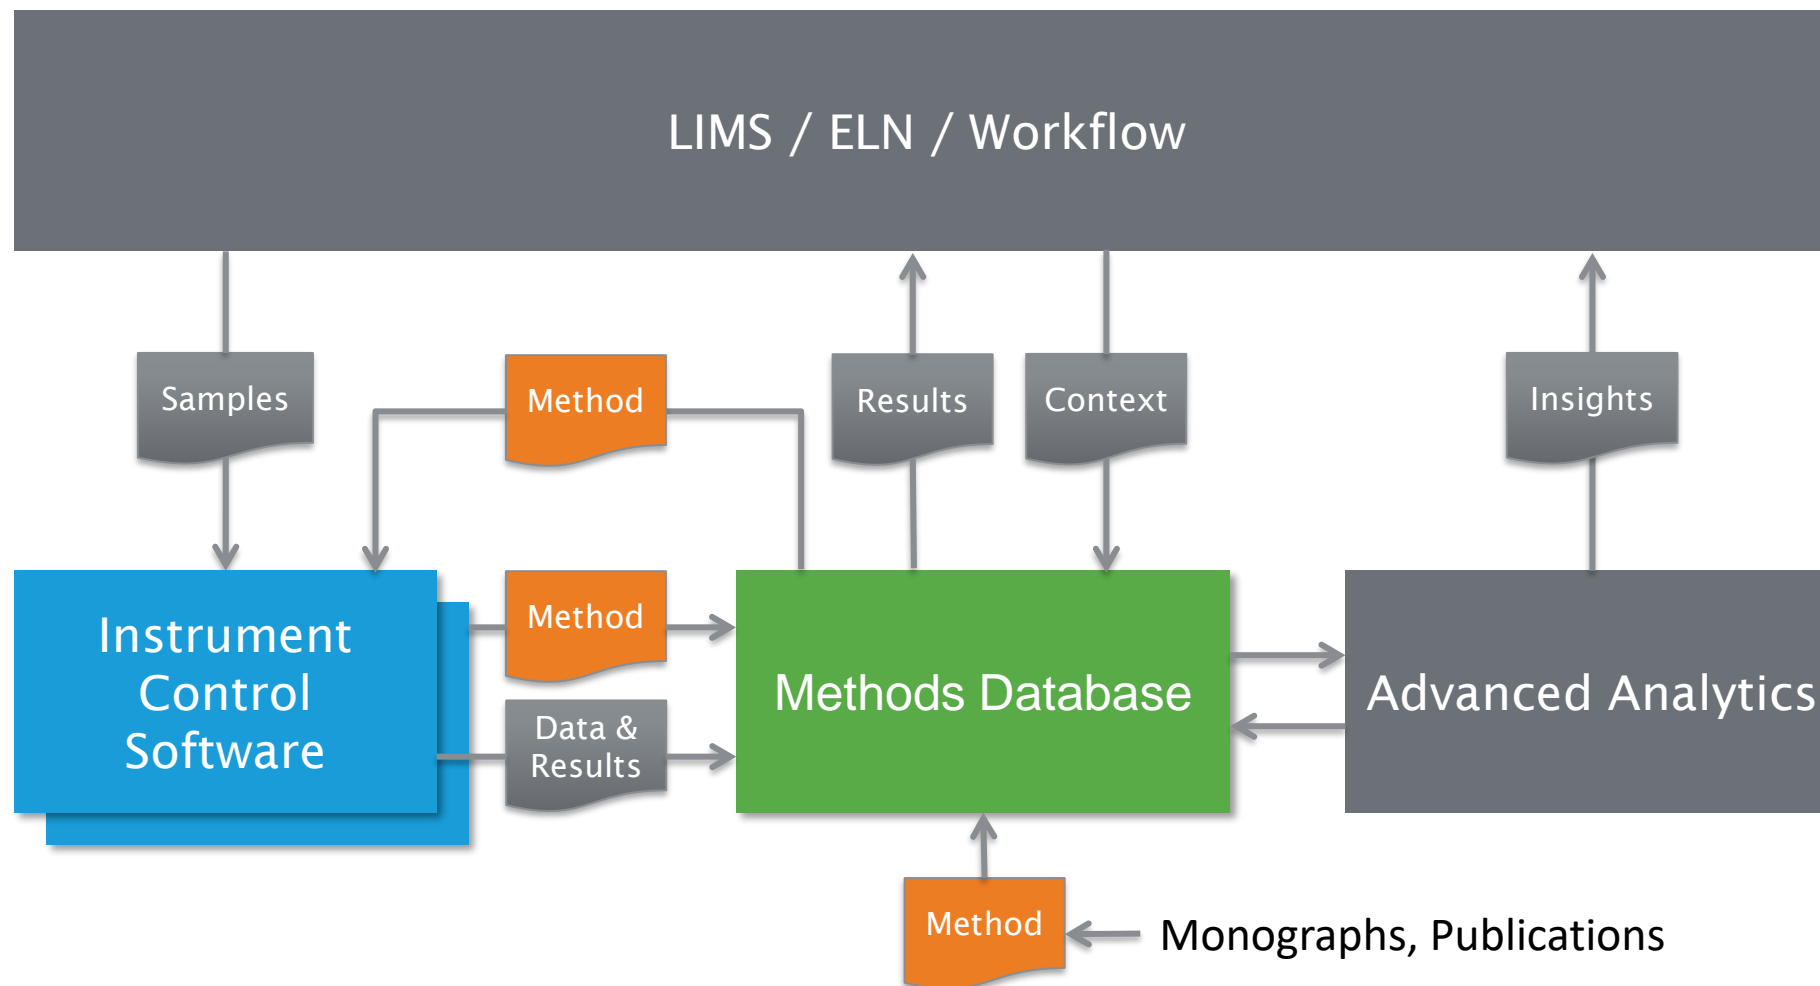 LIMS / ELN / Workflow
Samples
Method
Results
Context
Insights
Instrument
Control
Software
Method
Data &
Results
Methods Database
Advanced Analytics
Method
Monographs, Publications